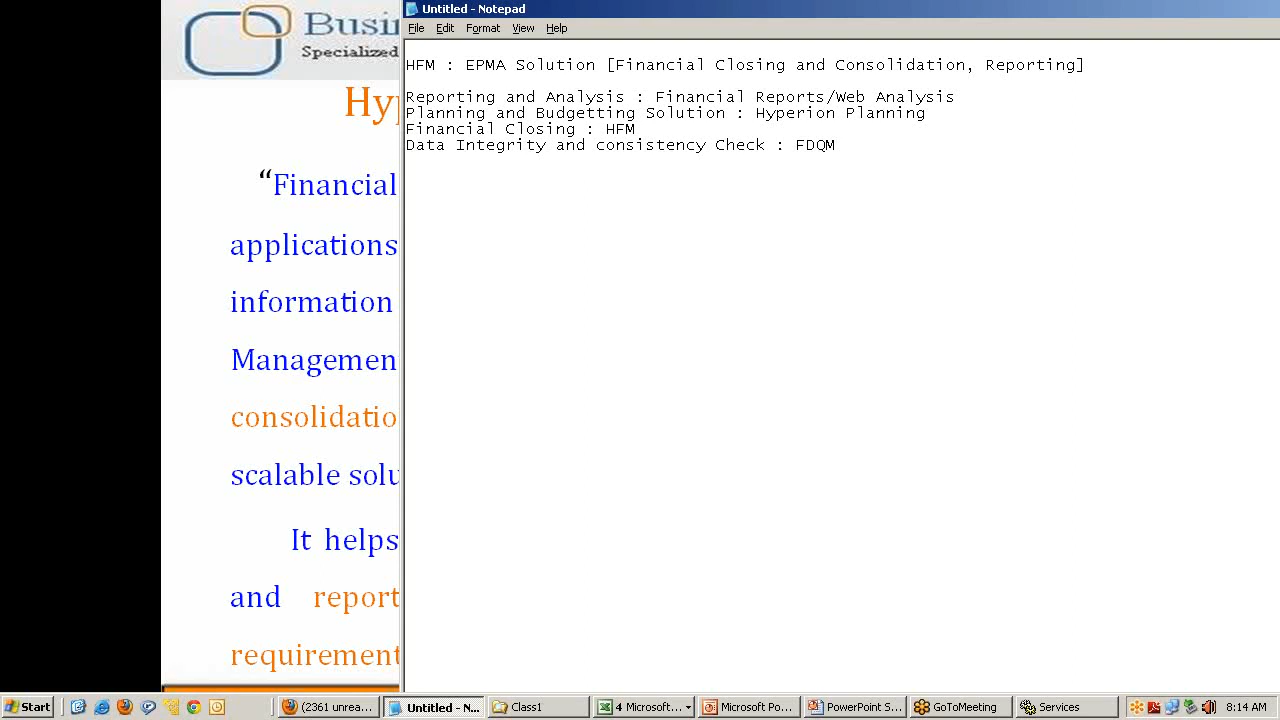 Untitled - Notepad
File Edit Format View Help
HFM : EPMA Solution [Financial Closing and Consolidation, Reporting]
Reporting and Analysis : Financial Reports/Web Analysis
Planning and Budgetting Solution : Hyperion Planning
Financial Closing : HFM
Data Integrity and consistency Check : FDQM
Busin
Specialized
Hyp
“Financial
applications
information
Managemen
consolidatio
scalable solu
It helps
and report
requirement
Start (2361 unrea... Untitled - N... Class1 4 Microsoft... Microsoft Po... PowerPoint S... GoToMeeting Services 8:14 AM